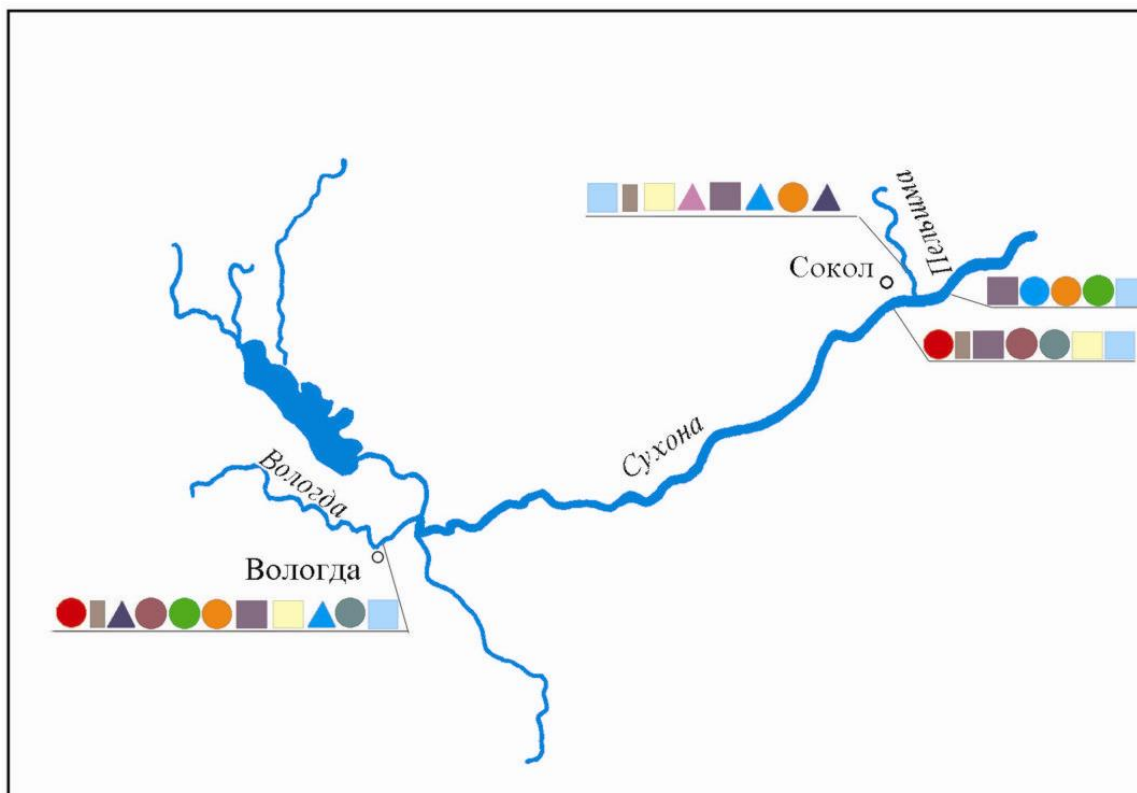 Пельшма
Сокол
Сухона
Вологда
Вологда